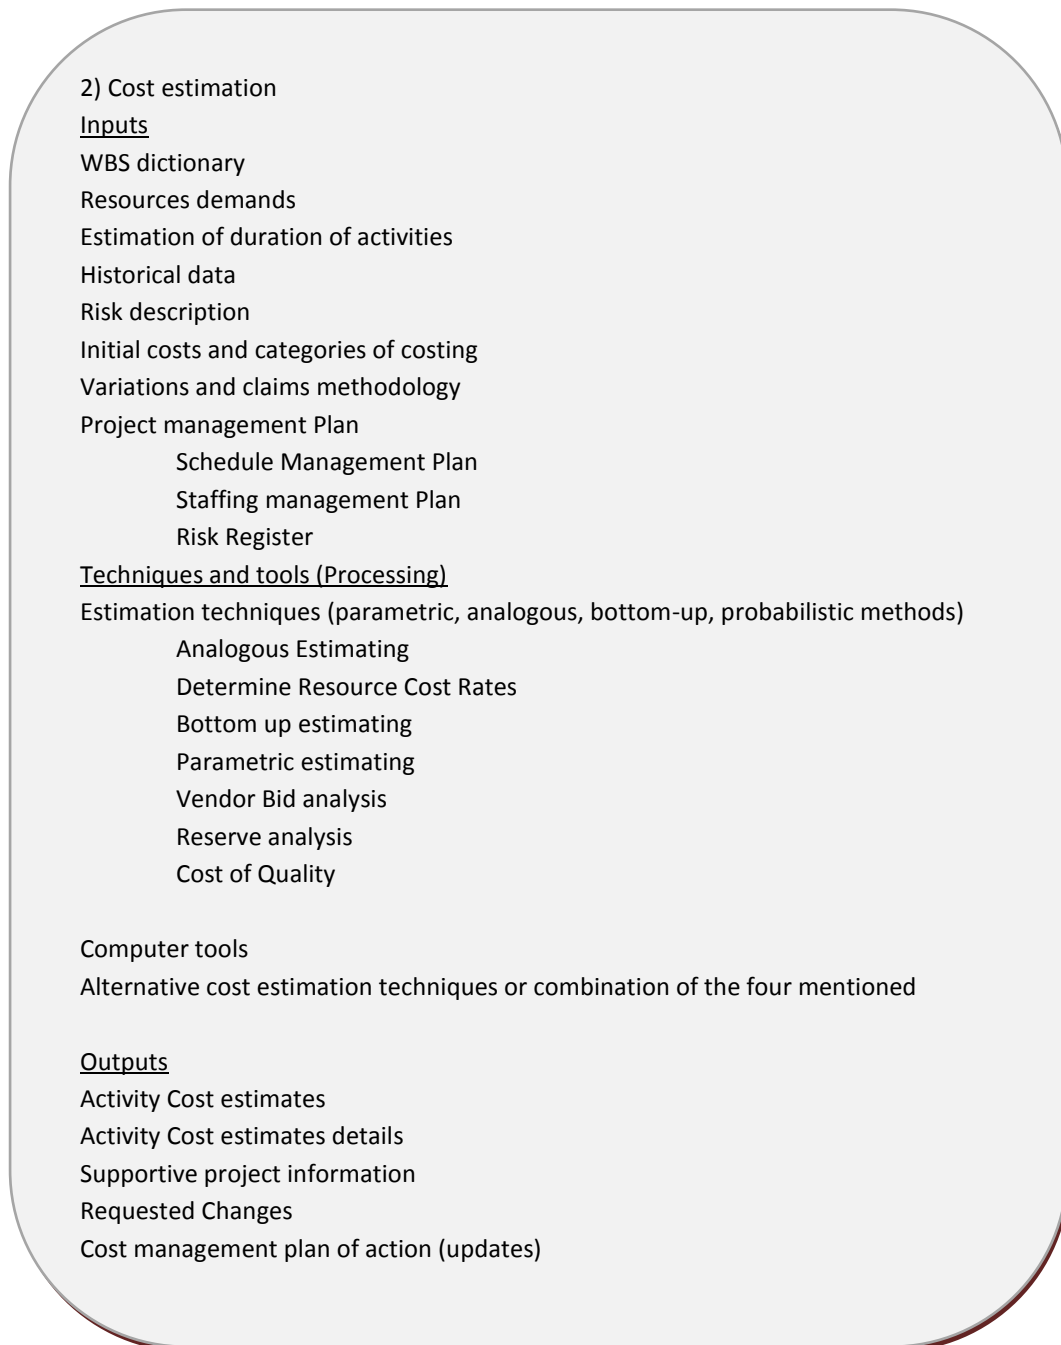 2) Cost estimation
Inputs
WBS dictionary
Resources demands
Estimation of duration of activities
Historical data
Risk description
Initial costs and categories of costing
Variations and claims methodology
Project management Plan
Schedule Management Plan
Staffing management Plan
Risk Register
Techniques and tools (Processing)
Estimation techniques (parametric, analogous, bottom-up, probabilistic methods)
Analogous Estimating
Determine Resource Cost Rates
Bottom up estimating
Parametric estimating
Vendor Bid analysis
Reserve analysis
Cost of Quality
Computer tools
Alternative cost estimation techniques or combination of the four mentioned
Outputs
Activity Cost estimates
Activity Cost estimates details
Supportive project information
Requested Changes
Cost management plan of action (updates)